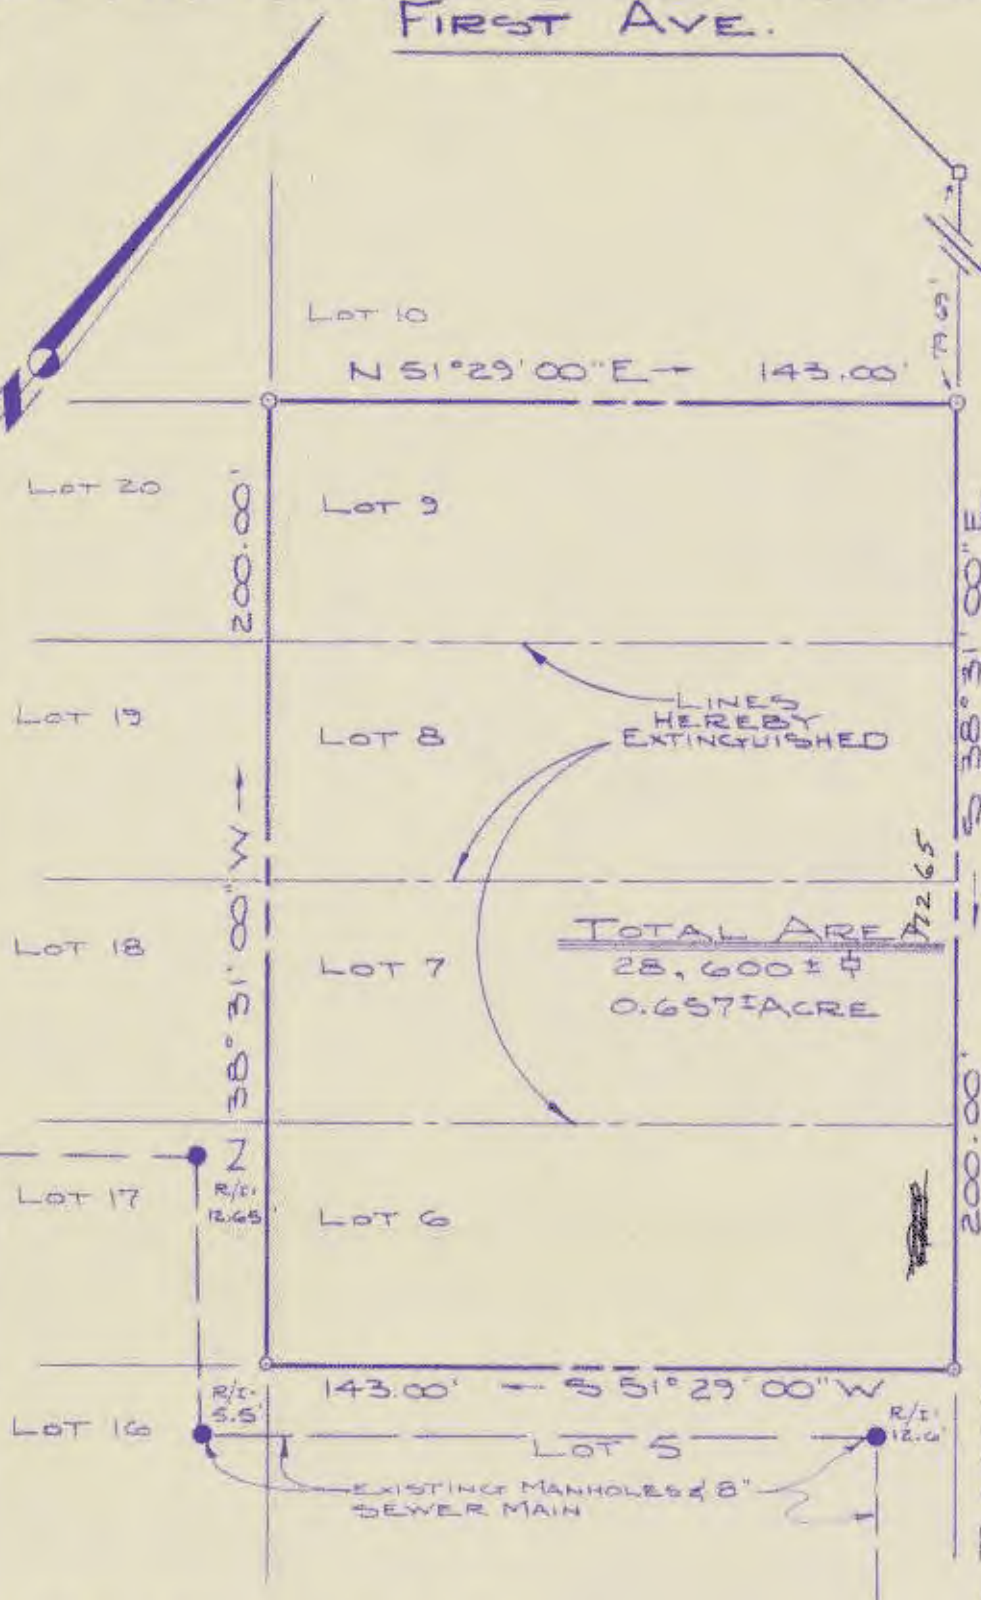 FIRST AVE.
79.69'
LOT 10
N 51°29'00"E 143.00'
LOT 20
200.00'
LOT 9
S 38°31'00"E
LOT 19
LOT 8
LINES
HEREBY
EXTINGUISHED
N 38°31'00"W
LOT 18
LOT 7
TOTAL AREA
28,600±
0.657±ACRE
LOT 17
R/I.
12.65'
LOT 6
200.00'
143.00' S 51°29'00"W
LOT 16
R/I.
5.5'
LOT 5
R/I.
12.6'
EXISTING MANHOLES & 8"
SEWER MAIN